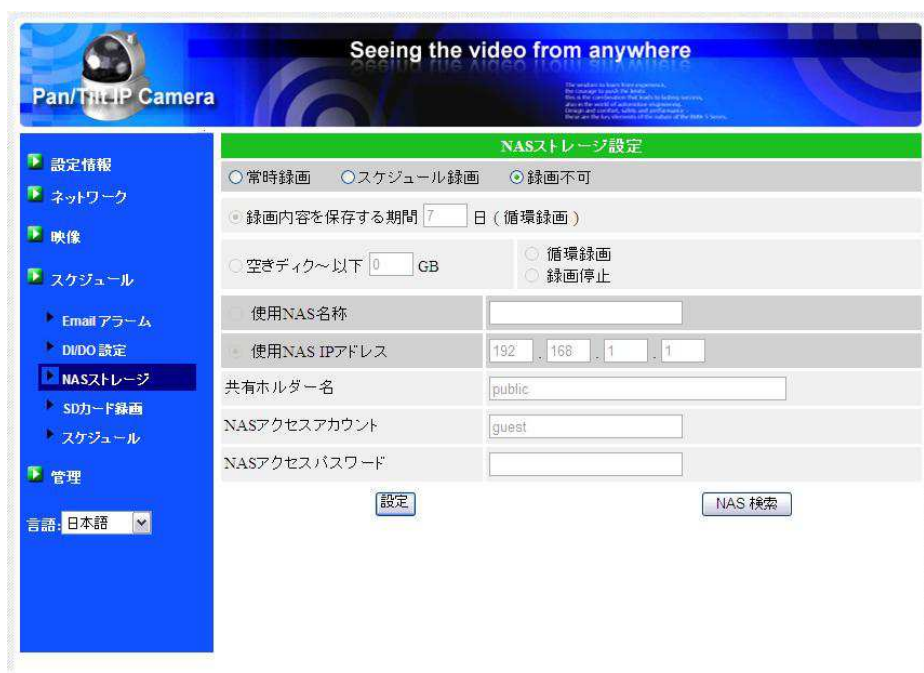 Seeing the video from anywhere
Pan/Tilt IP Camera
設定情報
ネットワーク
映像
スケジュール
Email アラーム
DI/DO 設定
NASストレージ
SDカード録画
スケジュール
管理
言語: 日本語
NASストレージ設定
常時録画 スケジュール録画 録画不可
録画内容を保存する期間 7 日 ( 循環録画 )
空きディク～以下 0 GB
循環録画
録画停止
使用NAS名称
使用NAS IPアドレス 192 . 168 . 1 . 1
共有ホルダー名 public
NASアクセスアカウント guest
NASアクセスパスワード
設定 NAS 検索